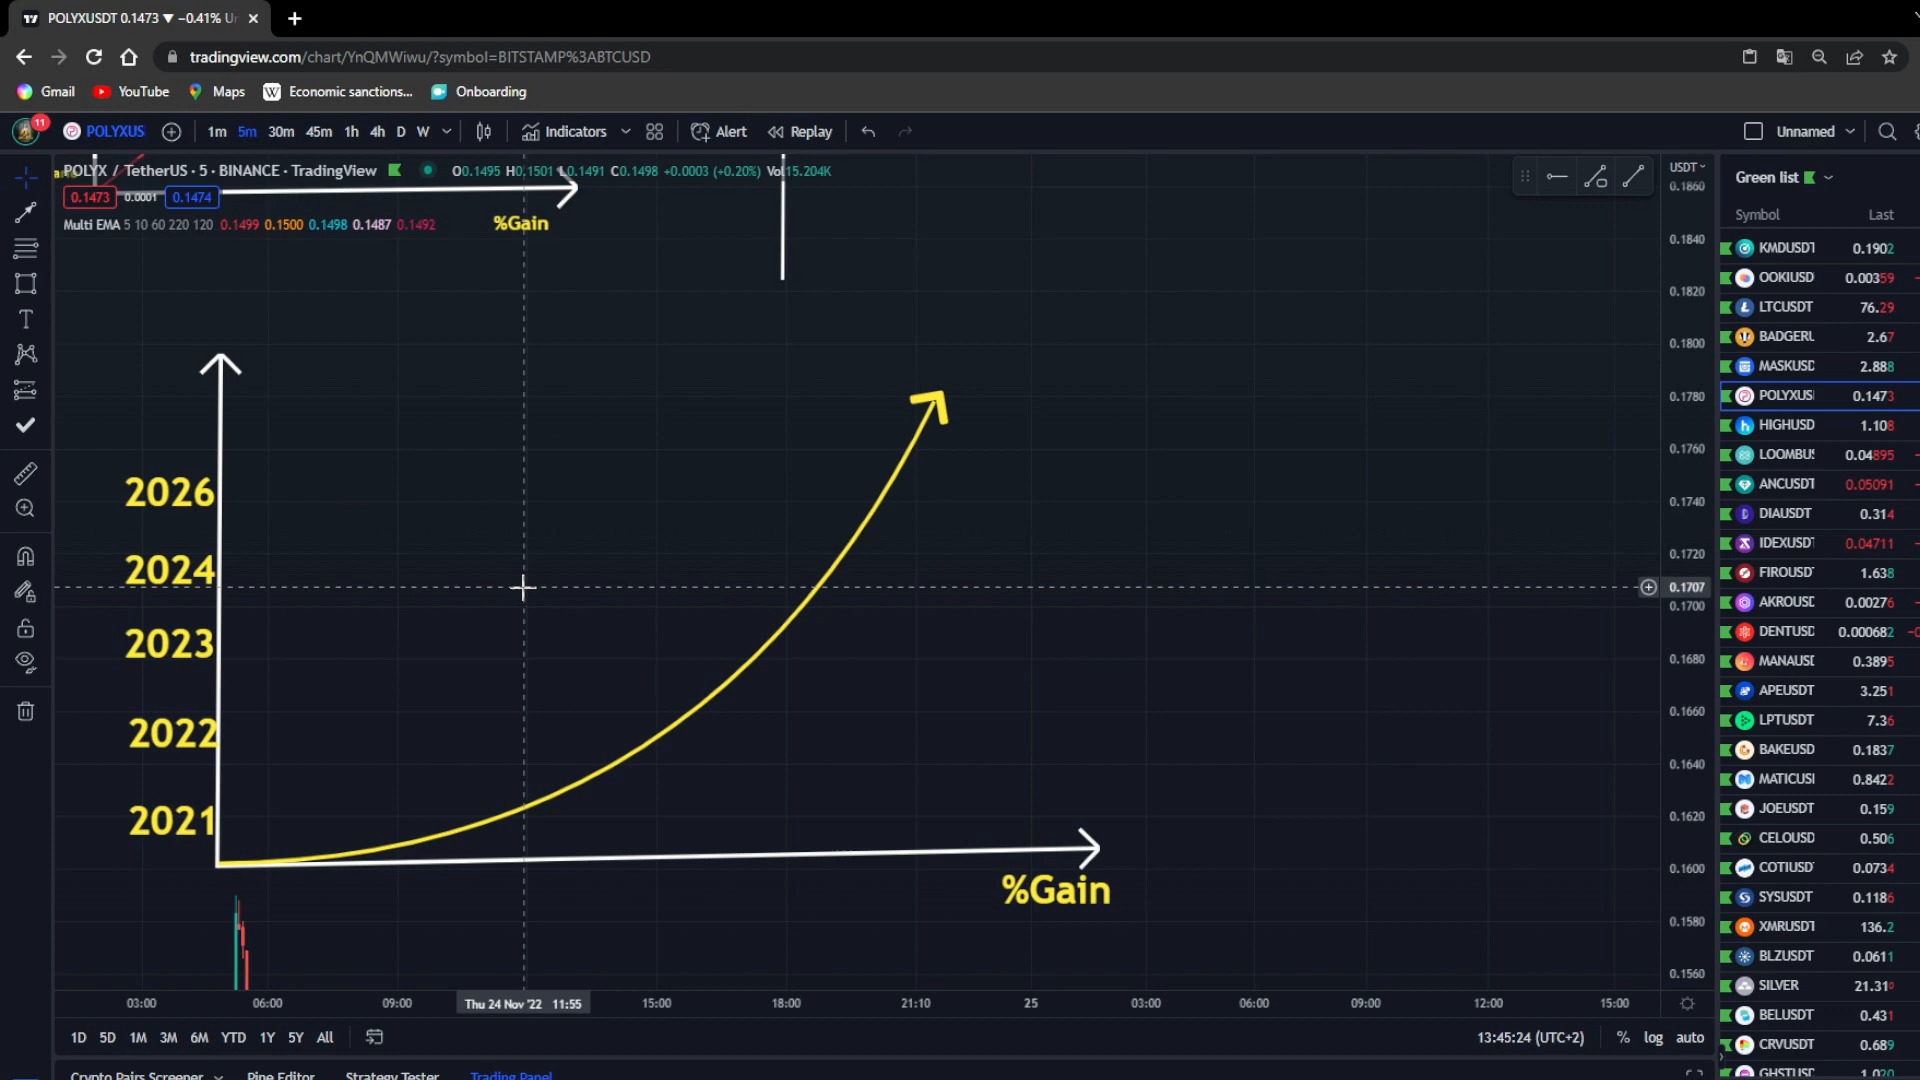 POLYXUSDT 0.1473 ▼ −0.41% Un
tradingview.com/chart/YnQMWiwu/?symbol=BITSTAMP%3ABTCUSD
Gmail YouTube Maps Economic sanctions... Onboarding
11 POLYXUS 1m 5m 30m 45m 1h 4h D W Indicators Alert Replay Unnamed
POLYX / TetherUS · 5 · BINANCE · TradingView O0.1495 H0.1501 L0.1491 C0.1498 +0.0003 (+0.20%) Vol 15.204K
0.1473 0.0001 0.1474
Multi EMA 5 10 60 220 120 0.1499 0.1500 0.1498 0.1487 0.1492
%Gain
2026
2024
2023
2022
2021
%Gain
USDT
0.1860
0.1840
0.1820
0.1800
0.1780
0.1760
0.1740
0.1720
0.1707
0.1700
0.1680
0.1660
0.1640
0.1620
0.1600
0.1580
0.1560
03:00 06:00 09:00 Thu 24 Nov '22 11:55 15:00 18:00 21:10 25 03:00 06:00 09:00 12:00 15:00
1D 5D 1M 3M 6M YTD 1Y 5Y All 13:45:24 (UTC+2) % log auto
Crypto Pairs Screener Pine Editor Strategy Tester Trading Panel
Green list
Symbol Last
KMDUSDT 0.1902
OOKIUSD 0.00359
LTCUSDT 76.29
BADGERU 2.67
MASKUSD 2.888
POLYXUS 0.1473
HIGHUSD 1.108
LOOMBUS 0.04895
ANCUSDT 0.05091
DIAUSDT 0.314
IDEXUSDT 0.04711
FIROUSDT 1.638
AKROUSD 0.00276
DENTUSD 0.000682
MANAUSD 0.3895
APEUSDT 3.251
LPTUSDT 7.36
BAKEUSD 0.1837
MATICUSI 0.8422
JOEUSDT 0.159
CELOUSD 0.506
COTIUSDT 0.0734
SYSUSDT 0.1186
XMRUSDT 136.2
BLZUSDT 0.0611
SILVER 21.310
BELUSDT 0.431
CRVUSDT 0.689
GHSTUSD 1.020